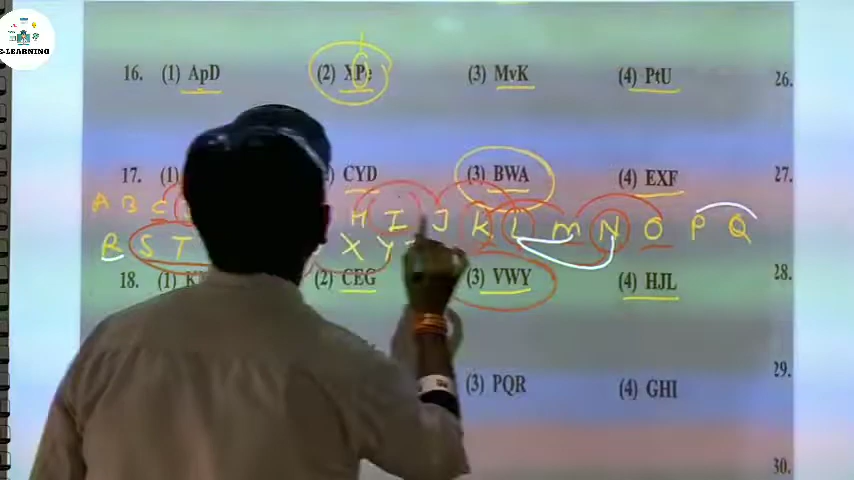 E-LEARNING
16. (1) ApD (2) XPe (3) MvK (4) PtU 26.
17. (1) CYD (3) BWA (4) EXF 27.
A B C H I J K L M N O P Q
R S T X Y
18. (1) (2) CEG (3) VWY (4) HJL 28.
29.
(3) PQR (4) GHI
30.